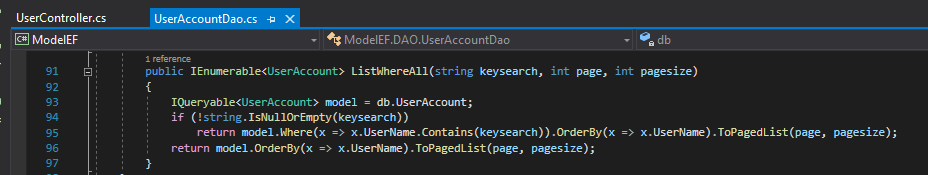 UserController.cs UserAccountDao.cs
C# ModelEF ModelEF.DAO.UserAccountDao db
1 reference
91 public IEnumerable<UserAccount> ListWhereAll(string keysearch, int page, int pagesize)
92 {
93 IQueryable<UserAccount> model = db.UserAccount;
94 if (!string.IsNullOrEmpty(keysearch))
95 return model.Where(x => x.UserName.Contains(keysearch)).OrderBy(x => x.UserName).ToPagedList(page, pagesize);
96 return model.OrderBy(x => x.UserName).ToPagedList(page, pagesize);
97 }